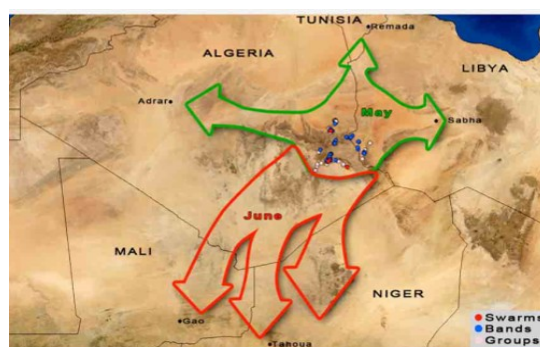 TUNISIA
Remada
ALGERIA
LIBYA
Adrar
May
Sabha
June
MALI
NIGER
Gao
Tahoua
Swarms
Bands
Groups